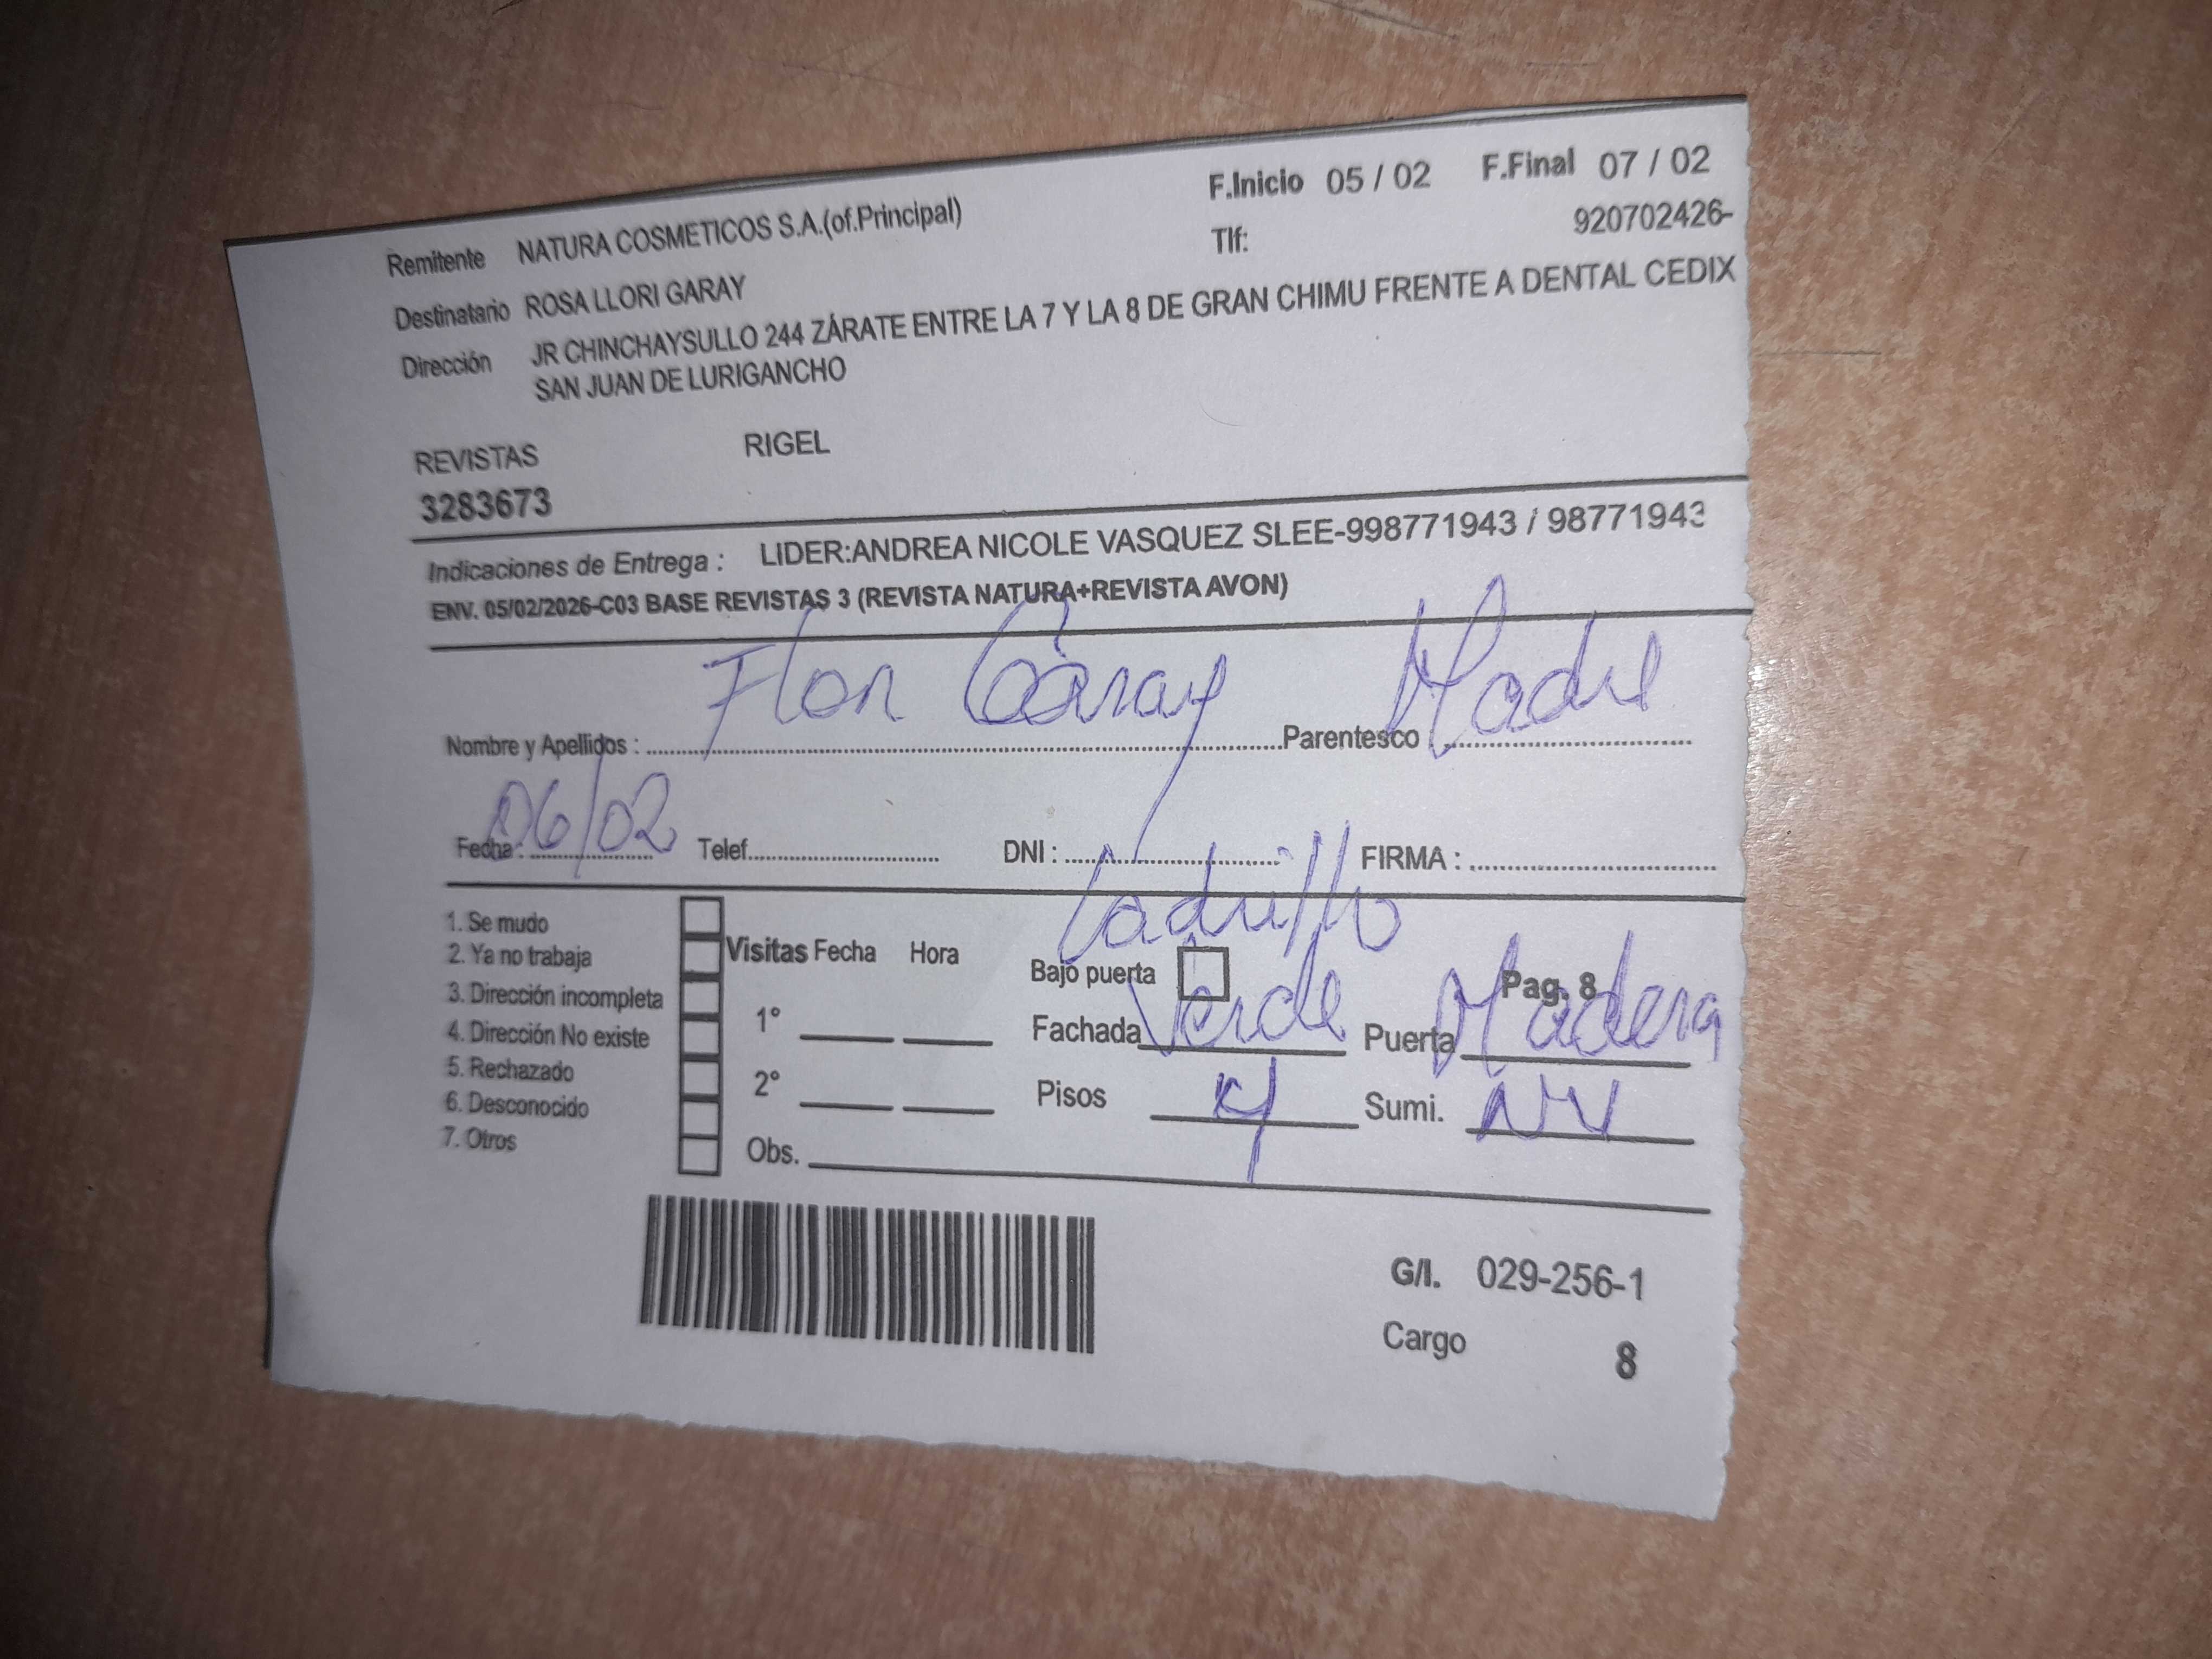 F.Inicio 05 / 02 F.Final 07 / 02
Remitente NATURA COSMETICOS S.A.(of.Principal) Tlf: 920702426-
Destinatario ROSA LLORI GARAY
Dirección JR CHINCHAYSULLO 244 ZÁRATE ENTRE LA 7 Y LA 8 DE GRAN CHIMU FRENTE A DENTAL CEDIX
SAN JUAN DE LURIGANCHO
REVISTAS RIGEL
3283673
Indicaciones de Entrega : LIDER:ANDREA NICOLE VASQUEZ SLEE-998771943 / 98771943
ENV. 05/02/2026-C03 BASE REVISTAS 3 (REVISTA NATURA+REVISTA AVON)
Nombre y Apellidos : Flor Garay Parentesco Madre
Fecha : 06/02 Telef. DNI : FIRMA :
1. Se mudo
2. Ya no trabaja
3. Dirección incompleta
4. Dirección No existe
5. Rechazado
6. Desconocido
7. Otros
Visitas Fecha Hora
1°
2°
Obs.
Ladrillo
Bajo puerta Pag. 8
Fachada Verde Puerta Madera
Pisos 4 Sumi. NV
G/I. 029-256-1
Cargo 8